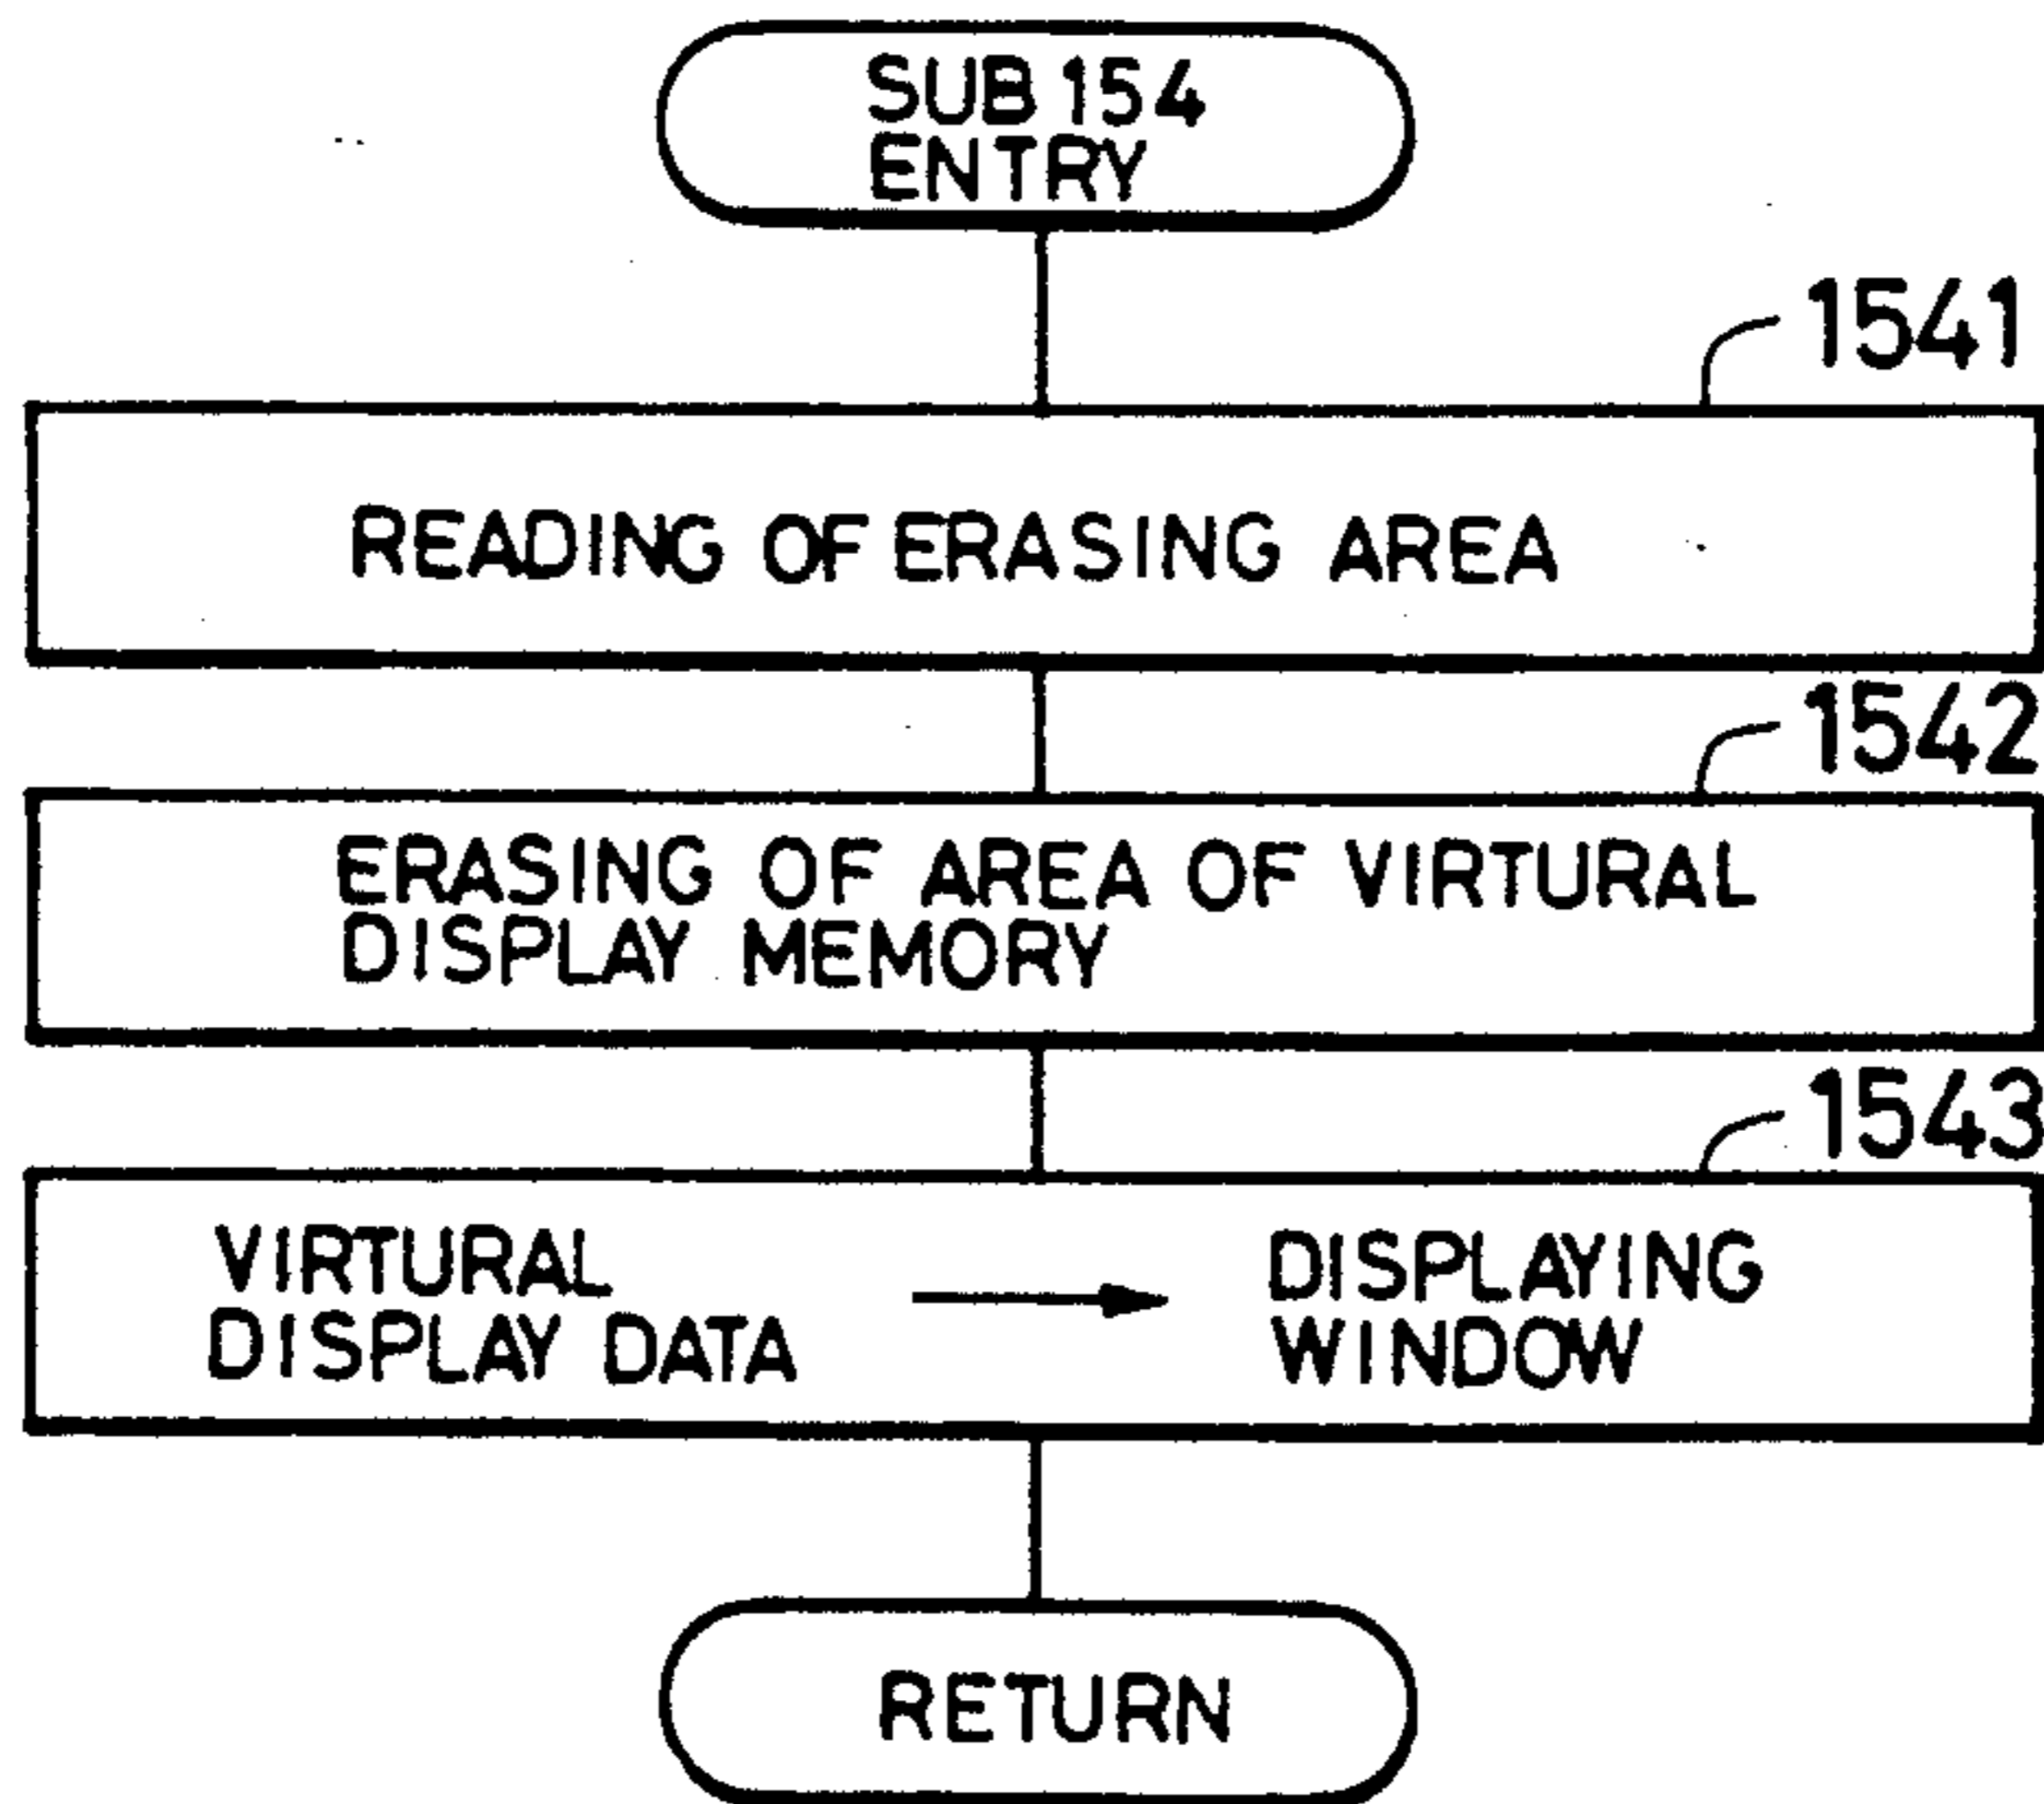 SUB 154
ENTRY
1541
READING OF ERASING AREA
1542
ERASING OF AREA OF VIRTURAL
DISPLAY MEMORY
1543
VIRTURAL
DISPLAY DATA
DISPLAYING
WINDOW
RETURN